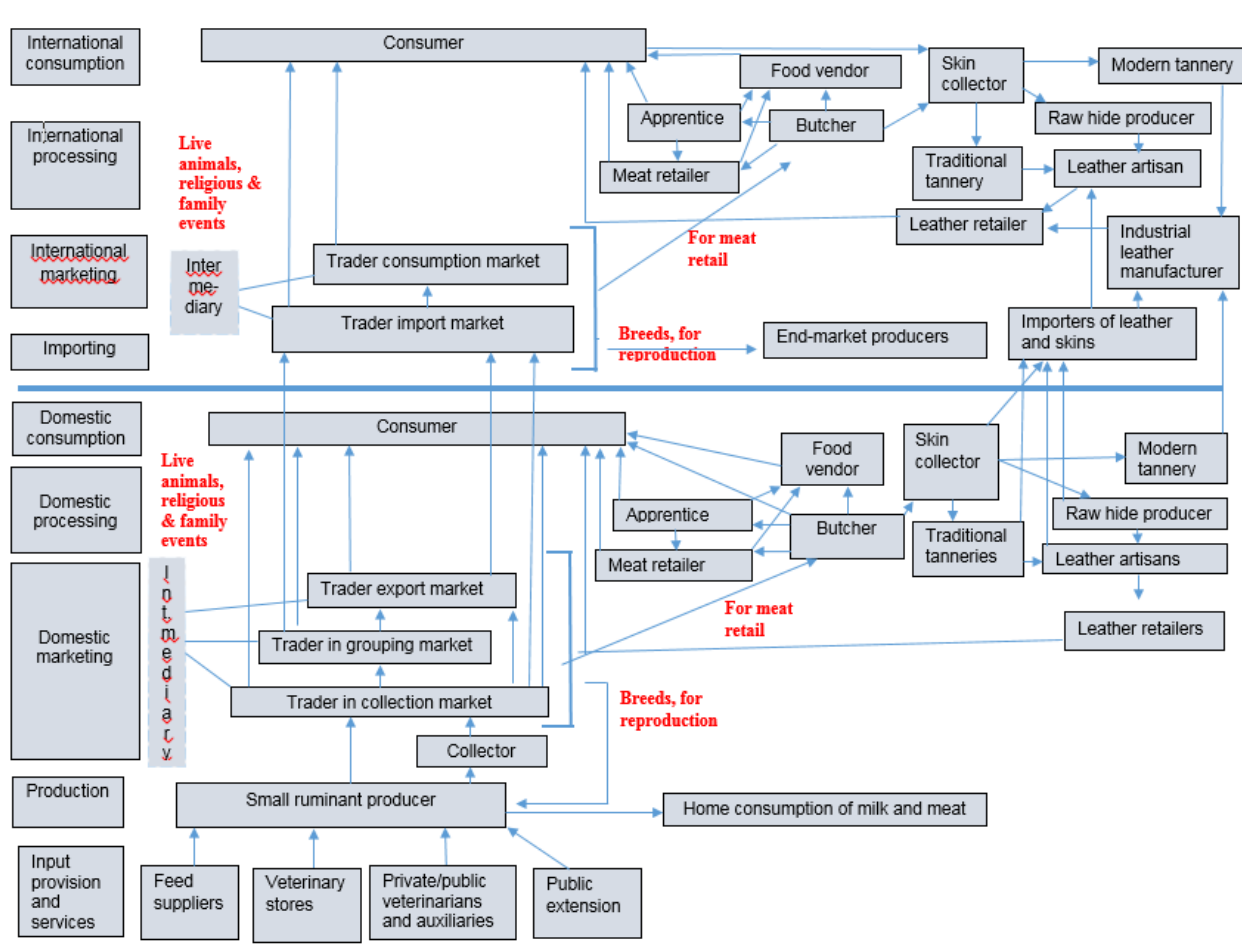 International
consumption
Consumer
Food vendor
Skin
collector
Modern tannery
Apprentice
Butcher
Raw hide producer
International
processing
Live
animals,
religious &
family
events
Meat retailer
Traditional
tannery
Leather artisan
Leather retailer
International
marketing
Inter
me-
diary
Trader consumption market
For meat
retail
Industrial
leather
manufacturer
Trader import market
Importing
Breeds, for
reproduction
End-market producers
Importers of leather
and skins
Domestic
consumption
Consumer
Food
vendor
Skin
collector
Modern
tannery
Live
animals,
religious
& family
events
Domestic
processing
Apprentice
Butcher
Raw hide producer
Meat retailer
Traditional
tanneries
Leather artisans
Domestic
marketing
I
n
t.
m
e
d
i
a
r
y
Trader export market
For meat
retail
Leather retailers
Trader in grouping market
Trader in collection market
Breeds, for
reproduction
Collector
Production
Small ruminant producer
Home consumption of milk and meat
Input
provision
and
services
Feed
suppliers
Veterinary
stores
Private/public
veterinarians
and auxiliaries
Public
extension